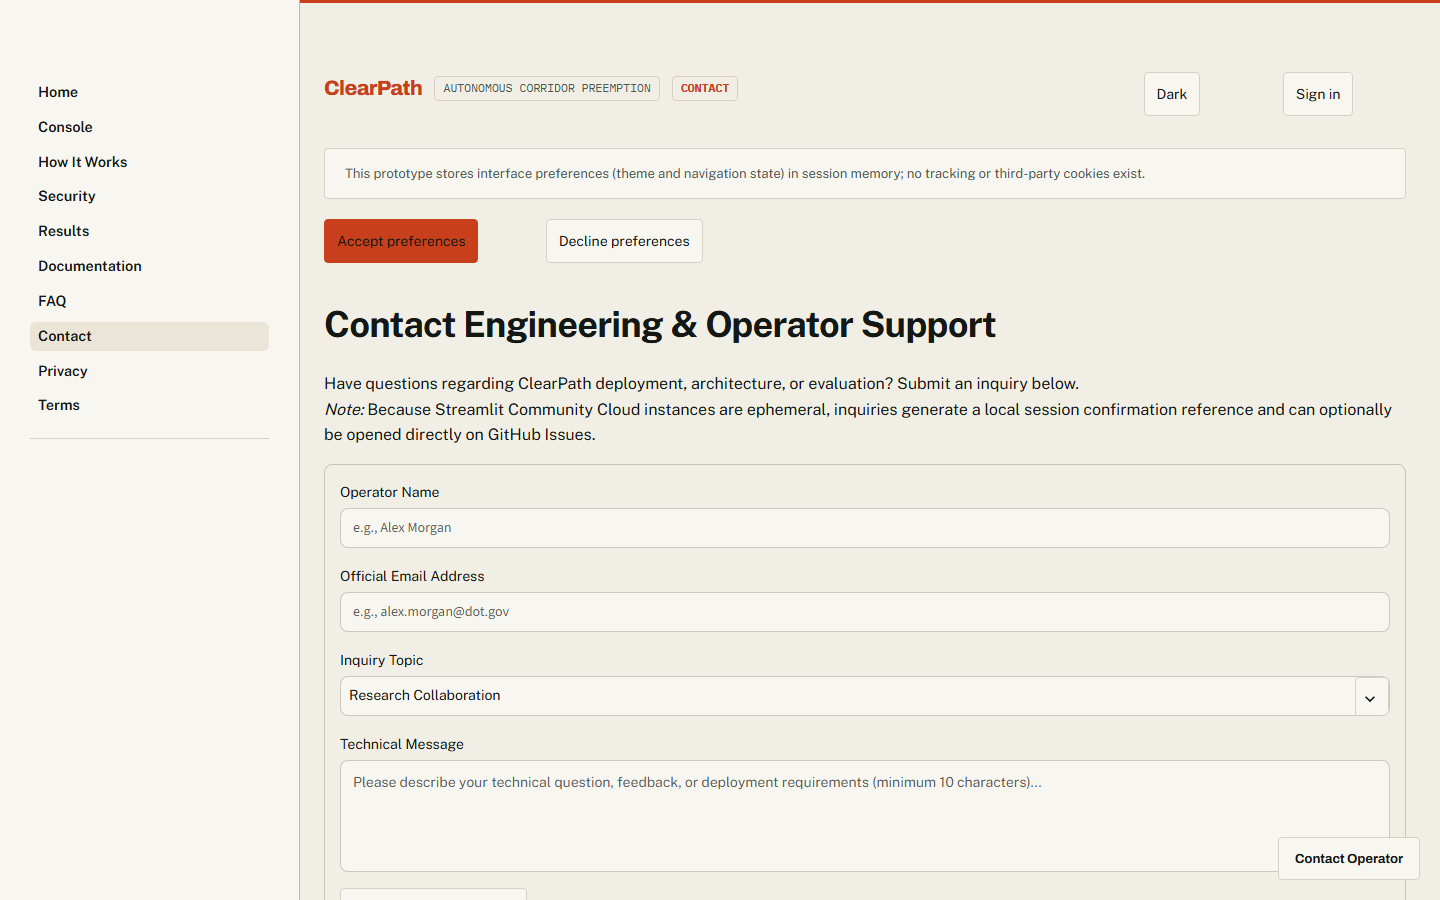 Home
Console
How It Works
Security
Results
Documentation
FAQ
Contact
Privacy
Terms
ClearPath
AUTONOMOUS CORRIDOR PREEMPTION
CONTACT
Dark
Sign in
This prototype stores interface preferences (theme and navigation state) in session memory; no tracking or third-party cookies exist.
Accept preferences
Decline preferences
Contact Engineering & Operator Support
Have questions regarding ClearPath deployment, architecture, or evaluation? Submit an inquiry below.
Note: Because Streamlit Community Cloud instances are ephemeral, inquiries generate a local session confirmation reference and can optionally
be opened directly on GitHub Issues.
Operator Name
e.g., Alex Morgan
Official Email Address
e.g., alex.morgan@dot.gov
Inquiry Topic
Research Collaboration
Technical Message
Please describe your technical question, feedback, or deployment requirements (minimum 10 characters)...
Contact Operator